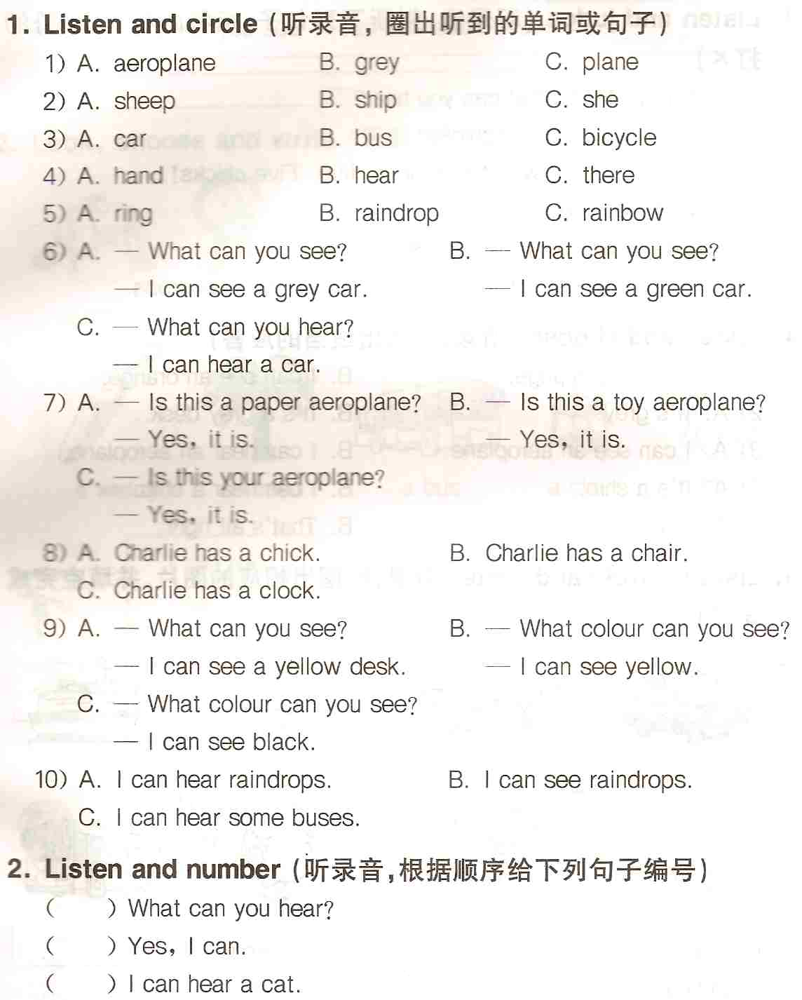 1. Listen and circle (听录音，圈出听到的单词或句子)
1) A. aeroplane B. grey C. plane
2) A. sheep B. ship C. she
3) A. car B. bus C. bicycle
4) A. hand B. hear C. there
5) A. ring B. raindrop C. rainbow
6) A. — What can you see? B. — What can you see?
— I can see a grey car. — I can see a green car.
C. — What can you hear?
— I can hear a car.
7) A. — Is this a paper aeroplane? B. — Is this a toy aeroplane?
— Yes, it is. — Yes, it is.
C. — Is this your aeroplane?
— Yes, it is.
8) A. Charlie has a chick. B. Charlie has a chair.
C. Charlie has a clock.
9) A. — What can you see? B. — What colour can you see?
— I can see a yellow desk. — I can see yellow.
C. — What colour can you see?
— I can see black.
10) A. I can hear raindrops. B. I can see raindrops.
C. I can hear some buses.
2. Listen and number (听录音,根据顺序给下列句子编号)
( ) What can you hear?
( ) Yes, I can.
( ) I can hear a cat.